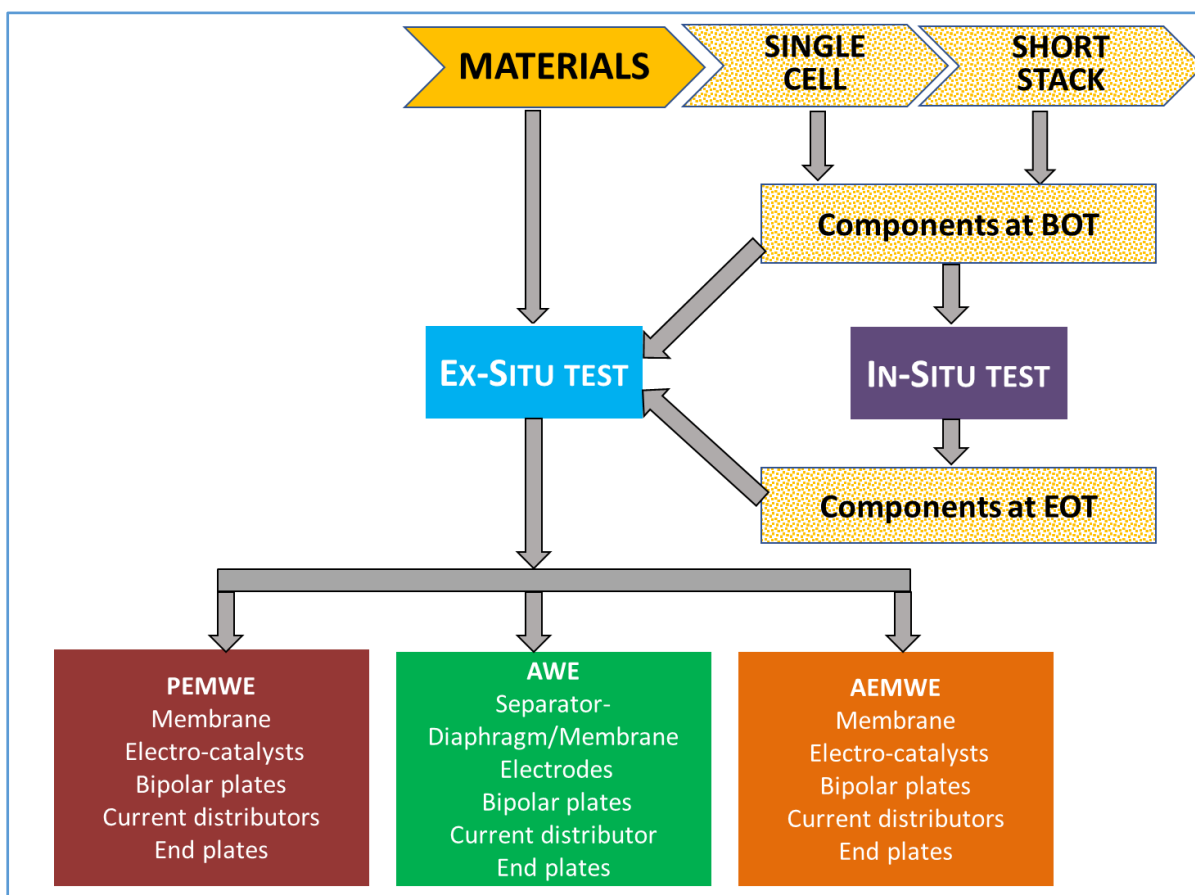 MATERIALS
SINGLE
CELL
SHORT
STACK
Components at BOT
EX-SITU TEST
IN-SITU TEST
Components at EOT
PEMWE
Membrane
Electro-catalysts
Bipolar plates
Current distributors
End plates
AWE
Separator-
Diaphragm/Membrane
Electrodes
Bipolar plates
Current distributor
End plates
AEMWE
Membrane
Electro-catalysts
Bipolar plates
Current distributors
End plates